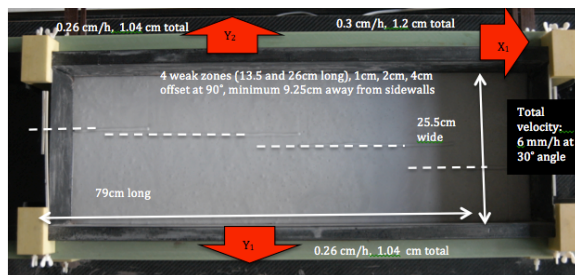 0.26 cm/h, 1.04 cm total
Y2
0.3 cm/h, 1.2 cm total
X1
4 weak zones (13.5 and 26cm long), 1cm, 2cm, 4cm
offset at 90°, minimum 9.25cm away from sidewalls
25.5cm
wide
Total
velocity:
6 mm/h at
30° angle
79cm long
Y1
0.26 cm/h, 1.04 cm total